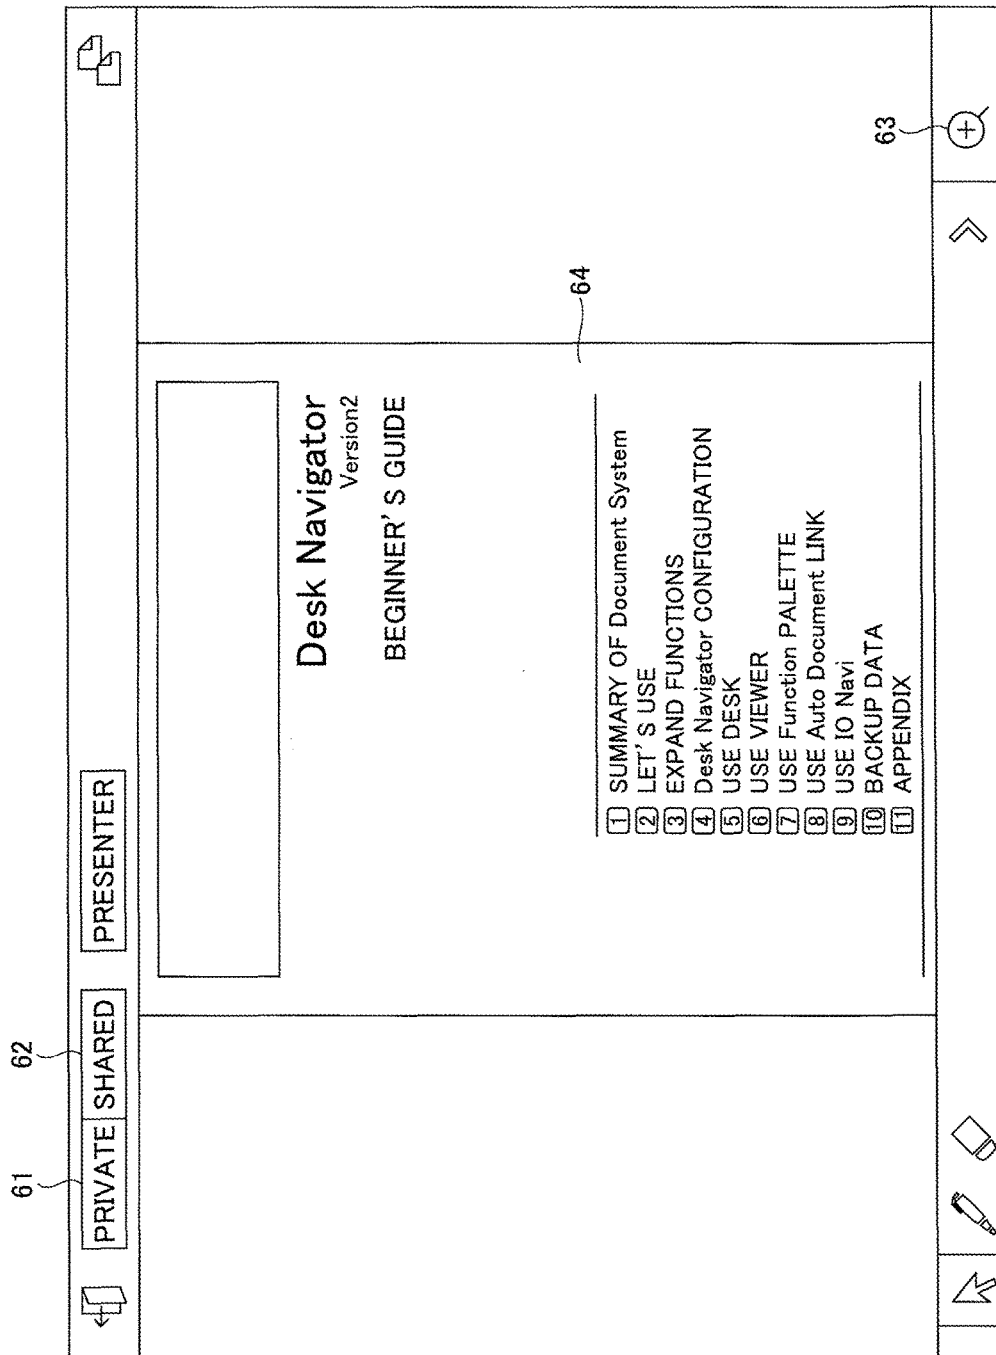 61
62
PRIVATE SHARED PRESENTER
Desk Navigator
Version2
BEGINNER'S GUIDE
64
1 SUMMARY OF Document System
2 LET'S USE
3 EXPAND FUNCTIONS
4 Desk Navigator CONFIGURATION
5 USE DESK
6 USE VIEWER
7 USE Function PALETTE
8 USE Auto Document LINK
9 USE IO Navi
10 BACKUP DATA
11 APPENDIX
63